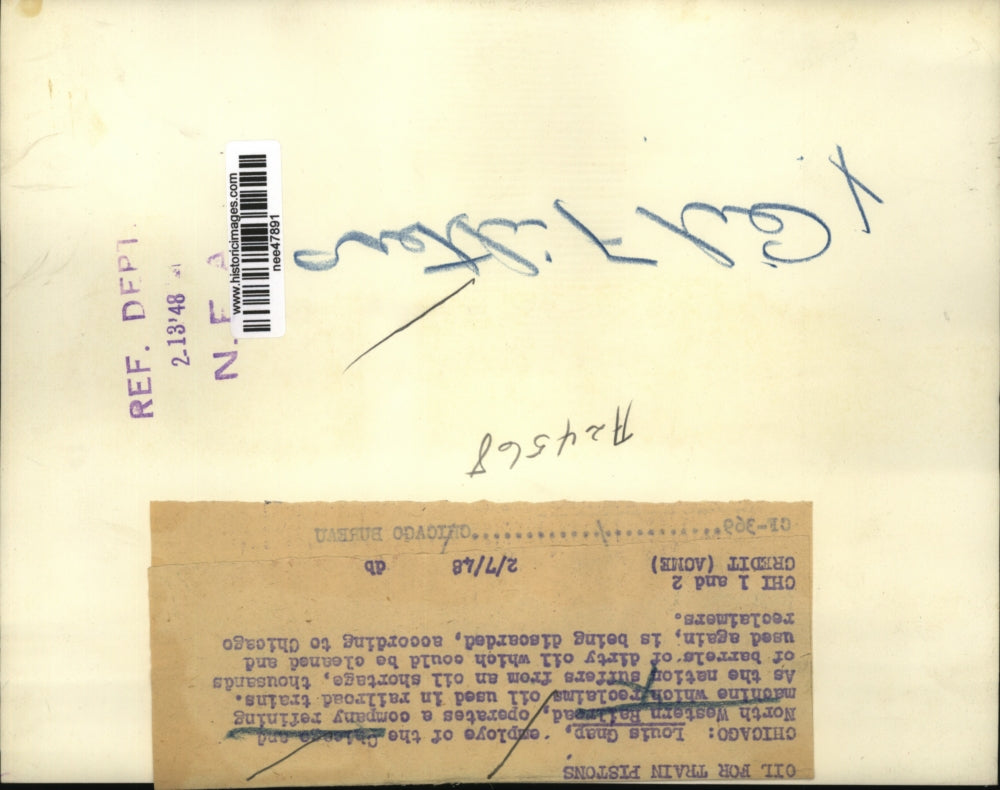 OIL FOR TRAIN PISTONS
CHICAGO: Louis Gnap, employe of the Chicago and
North Western Railroad, operates a company refining
machine which reclaims oil used in railroad trains.
As the nation suffers from an oil shortage, thousands
of barrels of dirty oil which could be cleaned and
used again, is being discarded, according to Chicago
reclaimers.
CHI 1 and 2
CREDIT (ACME) 2/7/48 db
CHICAGO BUREAU
A24568
X Oil Filters
REF. DEPT.
2-13'48
N. E. A
www.historicimages.com
nee47891